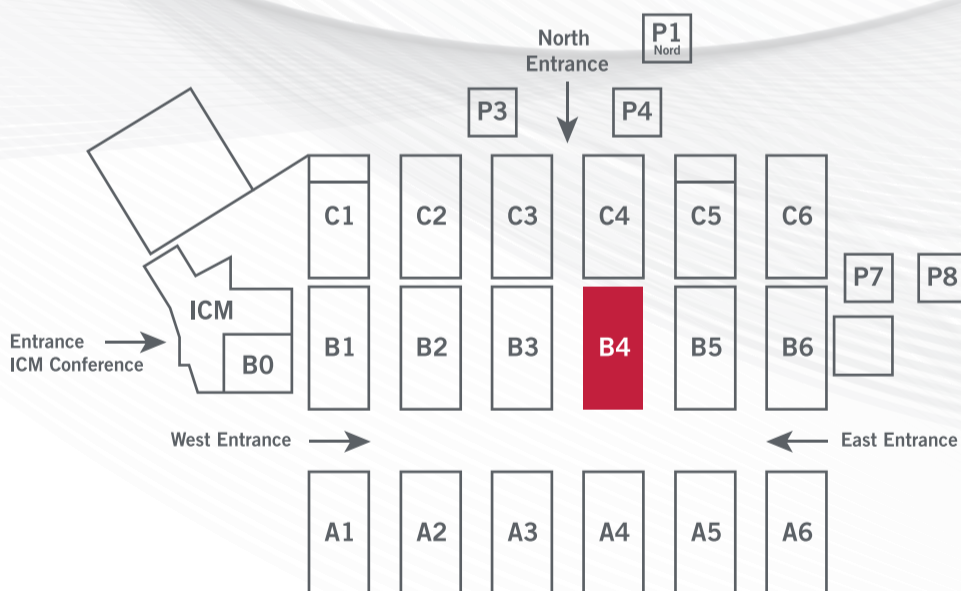 P1
Nord
North
Entrance
P3
P4
C1
C2
C3
C4
C5
C6
P7
P8
ICM
Entrance
ICM Conference
B0
B1
B2
B3
B4
B5
B6
West Entrance
East Entrance
A1
A2
A3
A4
A5
A6